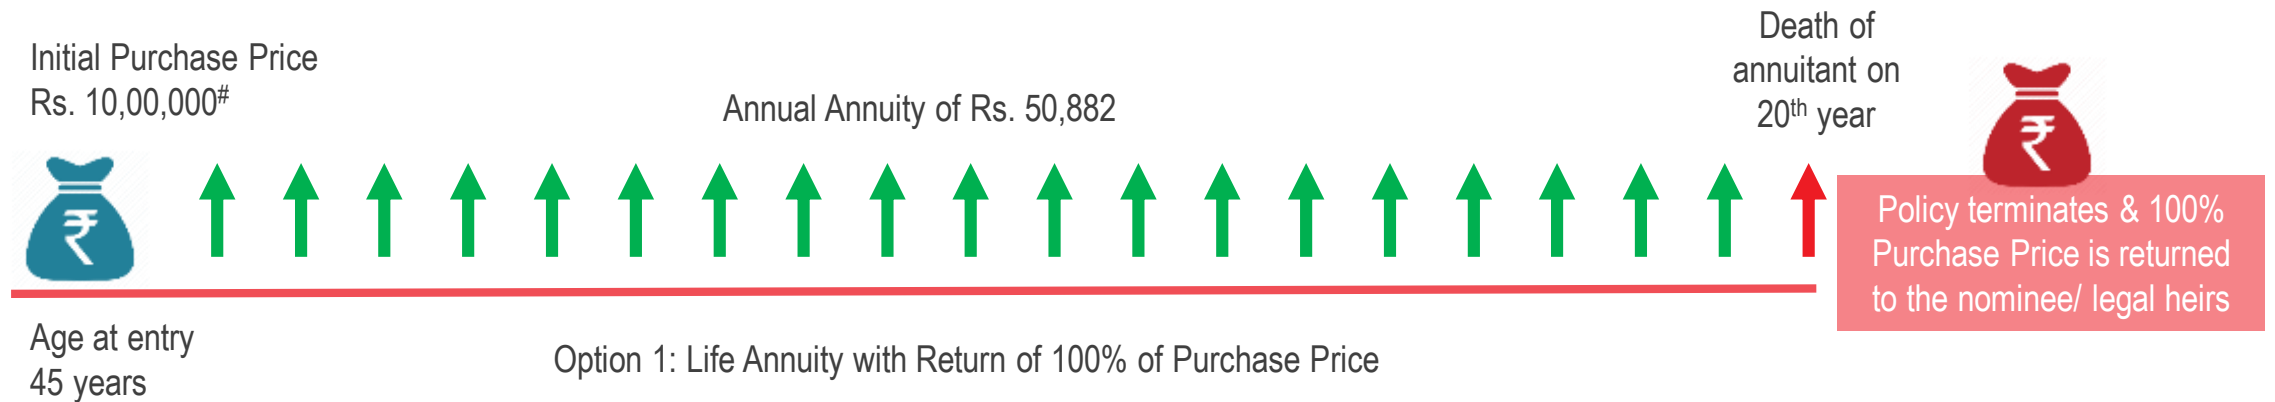 Initial Purchase Price
Rs. 10,00,000#
Annual Annuity of Rs. 50,882
Death of
annuitant on
20th year
₹
₹
Policy terminates & 100%
Purchase Price is returned
to the nominee/ legal heirs
Age at entry
45 years
Option 1: Life Annuity with Return of 100% of Purchase Price